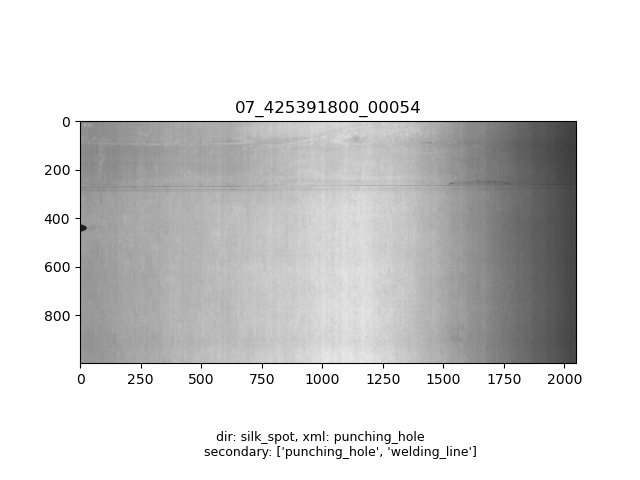 07_425391800_00054
0
200
400
600
800
0 250 500 750 1000 1250 1500 1750 2000
dir: silk_spot, xml: punching_hole
secondary: ['punching_hole', 'welding_line']